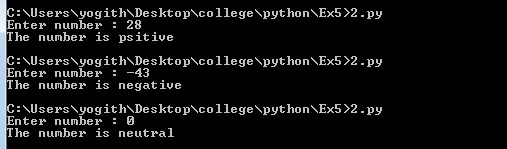 C:\Users\yogith\Desktop\college\python\Ex5>2.py
Enter number : 28
The number is psitive
C:\Users\yogith\Desktop\college\python\Ex5>2.py
Enter number : -43
The number is negative
C:\Users\yogith\Desktop\college\python\Ex5>2.py
Enter number : 0
The number is neutral